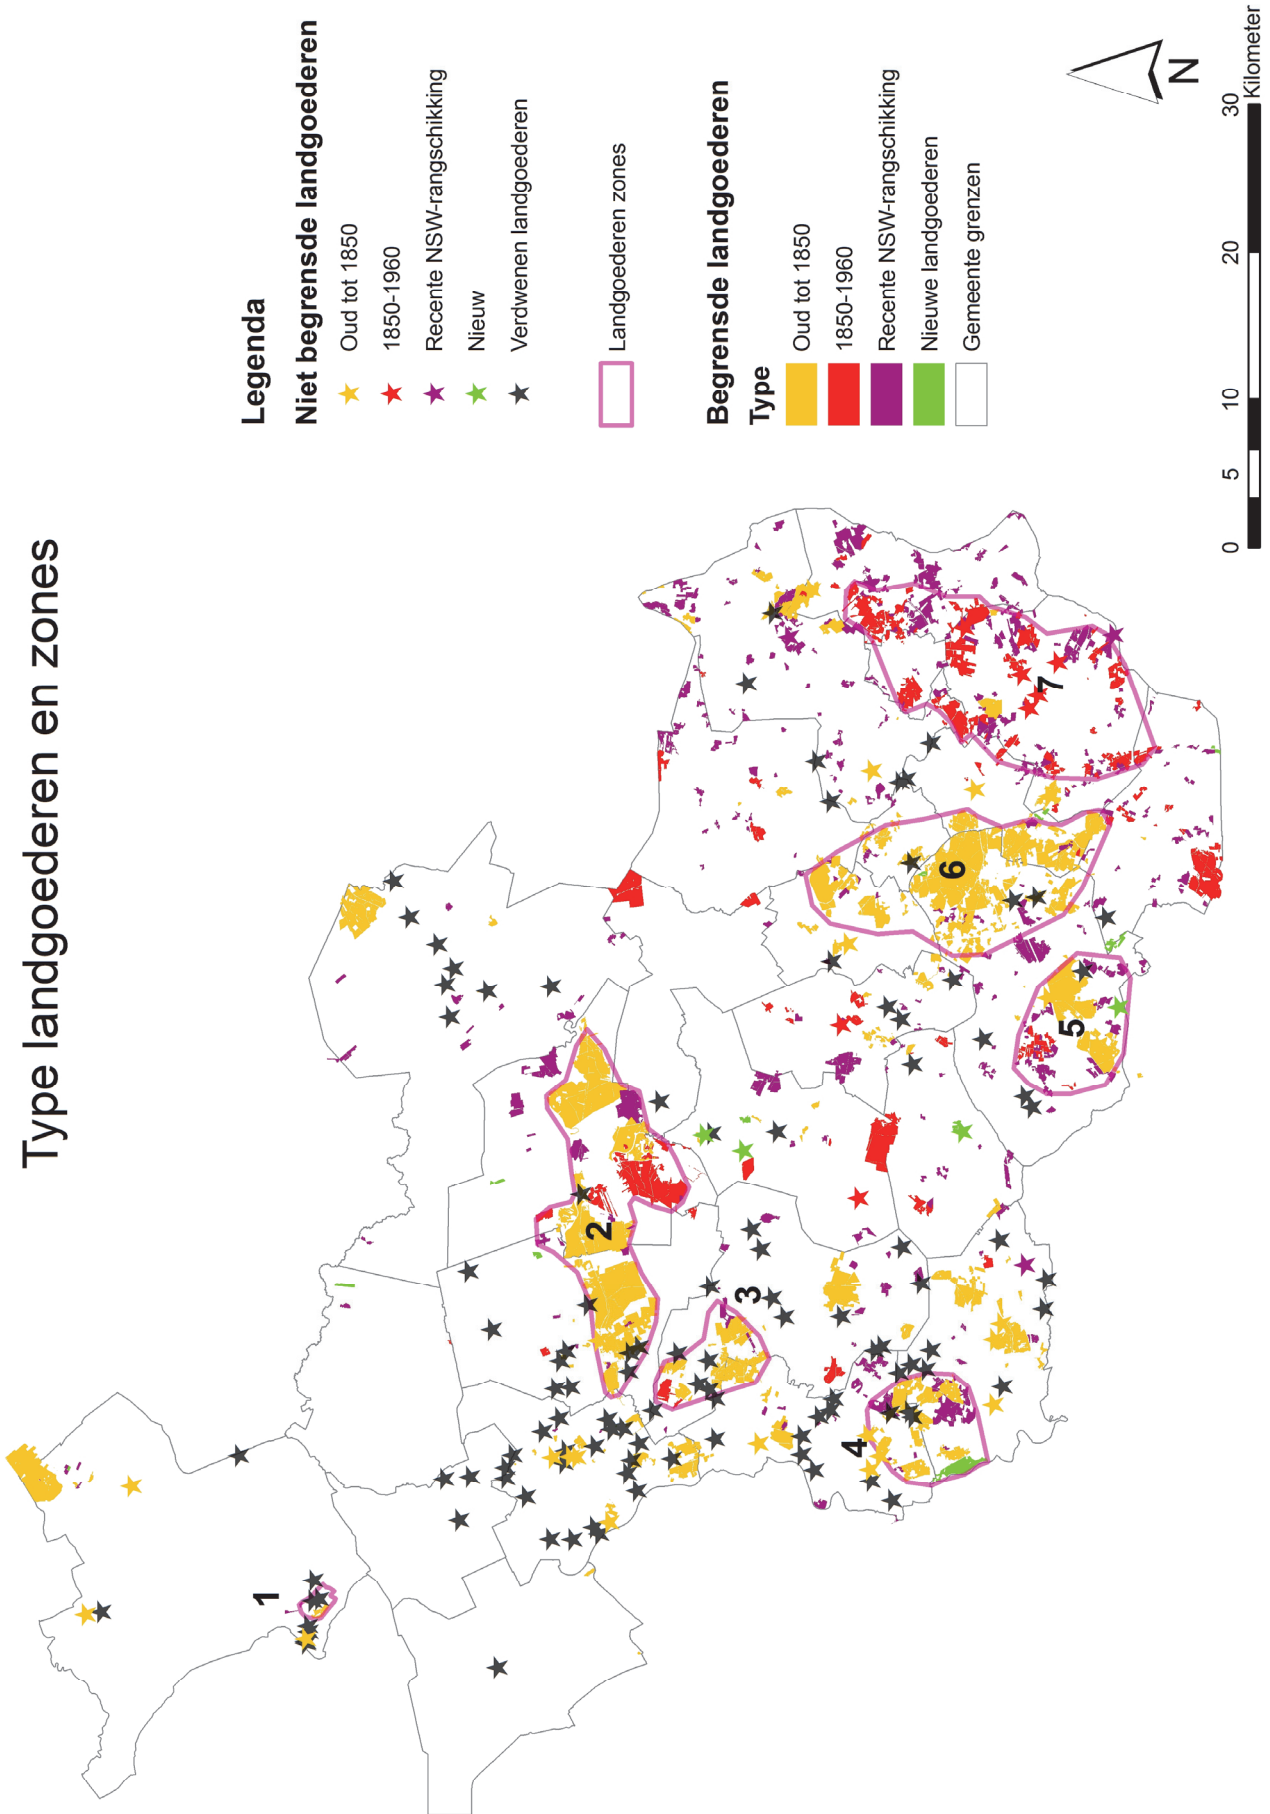 Type landgoederen en zones
Legenda
Niet begrensde landgoederen
Oud tot 1850
1850-1960
Recente NSW-rangschikking
Nieuw
Verdwenen landgoederen
Landgoederen zones
Begrensde landgoederen
Type
Oud tot 1850
1850-1960
Recente NSW-rangschikking
Nieuwe landgoederen
Gemeente grenzen
1
2
3
4
5
6
7
N
0 5 10 20 30
Kilometer